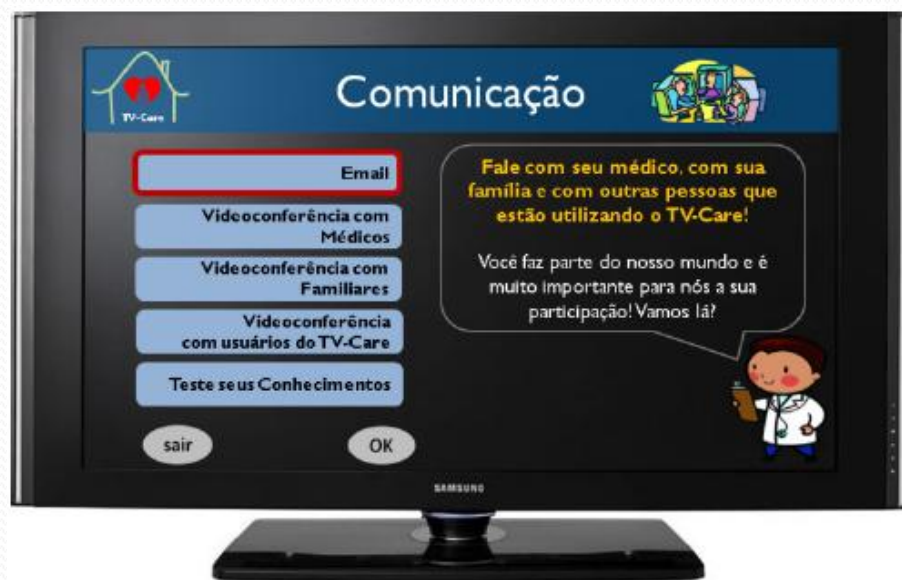 TV-Care
Comunicação
Email
Videoconferência com
Médicos
Videoconferência com
Familiares
Videoconferência
com usuários do TV-Care
Teste seus Conhecimentos
sair
OK
Fale com seu médico, com sua
família e com outras pessoas que
estão utilizando o TV-Care!
Você faz parte do nosso mundo e é
muito importante para nós a sua
participação! Vamos lá?
SAMSUNG